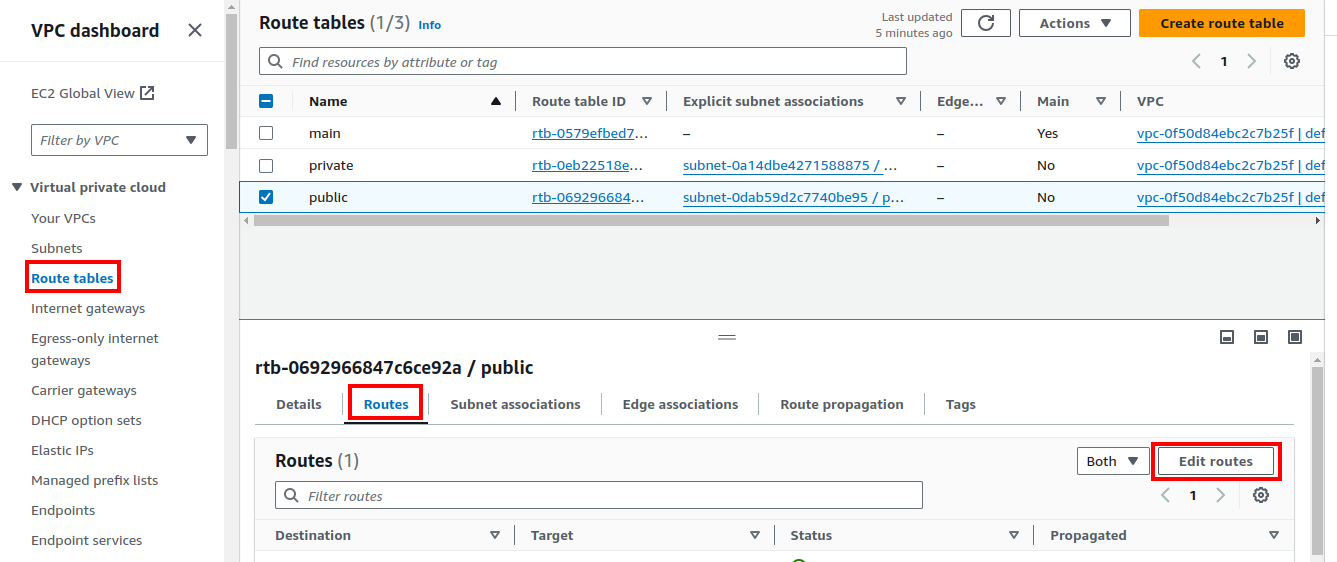 VPC dashboard
EC2 Global View
Filter by VPC
Virtual private cloud
Your VPCs
Subnets
Route tables
Internet gateways
Egress-only internet
gateways
Carrier gateways
DHCP option sets
Elastic IPs
Managed prefix lists
Endpoints
Endpoint services
Route tables (1/3) Info
Last updated
5 minutes ago
Actions
Create route table
Find resources by attribute or tag
1
Name Route table ID Explicit subnet associations Edge... Main VPC
main rtb-0579efbed7... – – Yes vpc-0f50d84ebc2c7b25f | def
private rtb-0eb22518e... subnet-0a14dbe4271588875 / ... – No vpc-0f50d84ebc2c7b25f | def
public rtb-069296684... subnet-0dab59d2c7740be95 / p... – No vpc-0f50d84ebc2c7b25f | def
rtb-0692966847c6ce92a / public
Details Routes Subnet associations Edge associations Route propagation Tags
Routes (1)
Both
Edit routes
Filter routes
1
Destination Target Status Propagated